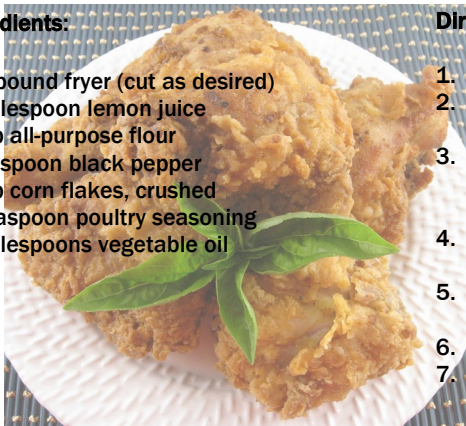 dients:
pound fryer (cut as desired)
lespoon lemon juice
all-purpose flour
spoon black pepper
corn flakes, crushed
aspoon poultry seasoning
lespoons vegetable oil
Dir
1.
2.
3.
4.
5.
6.
7.